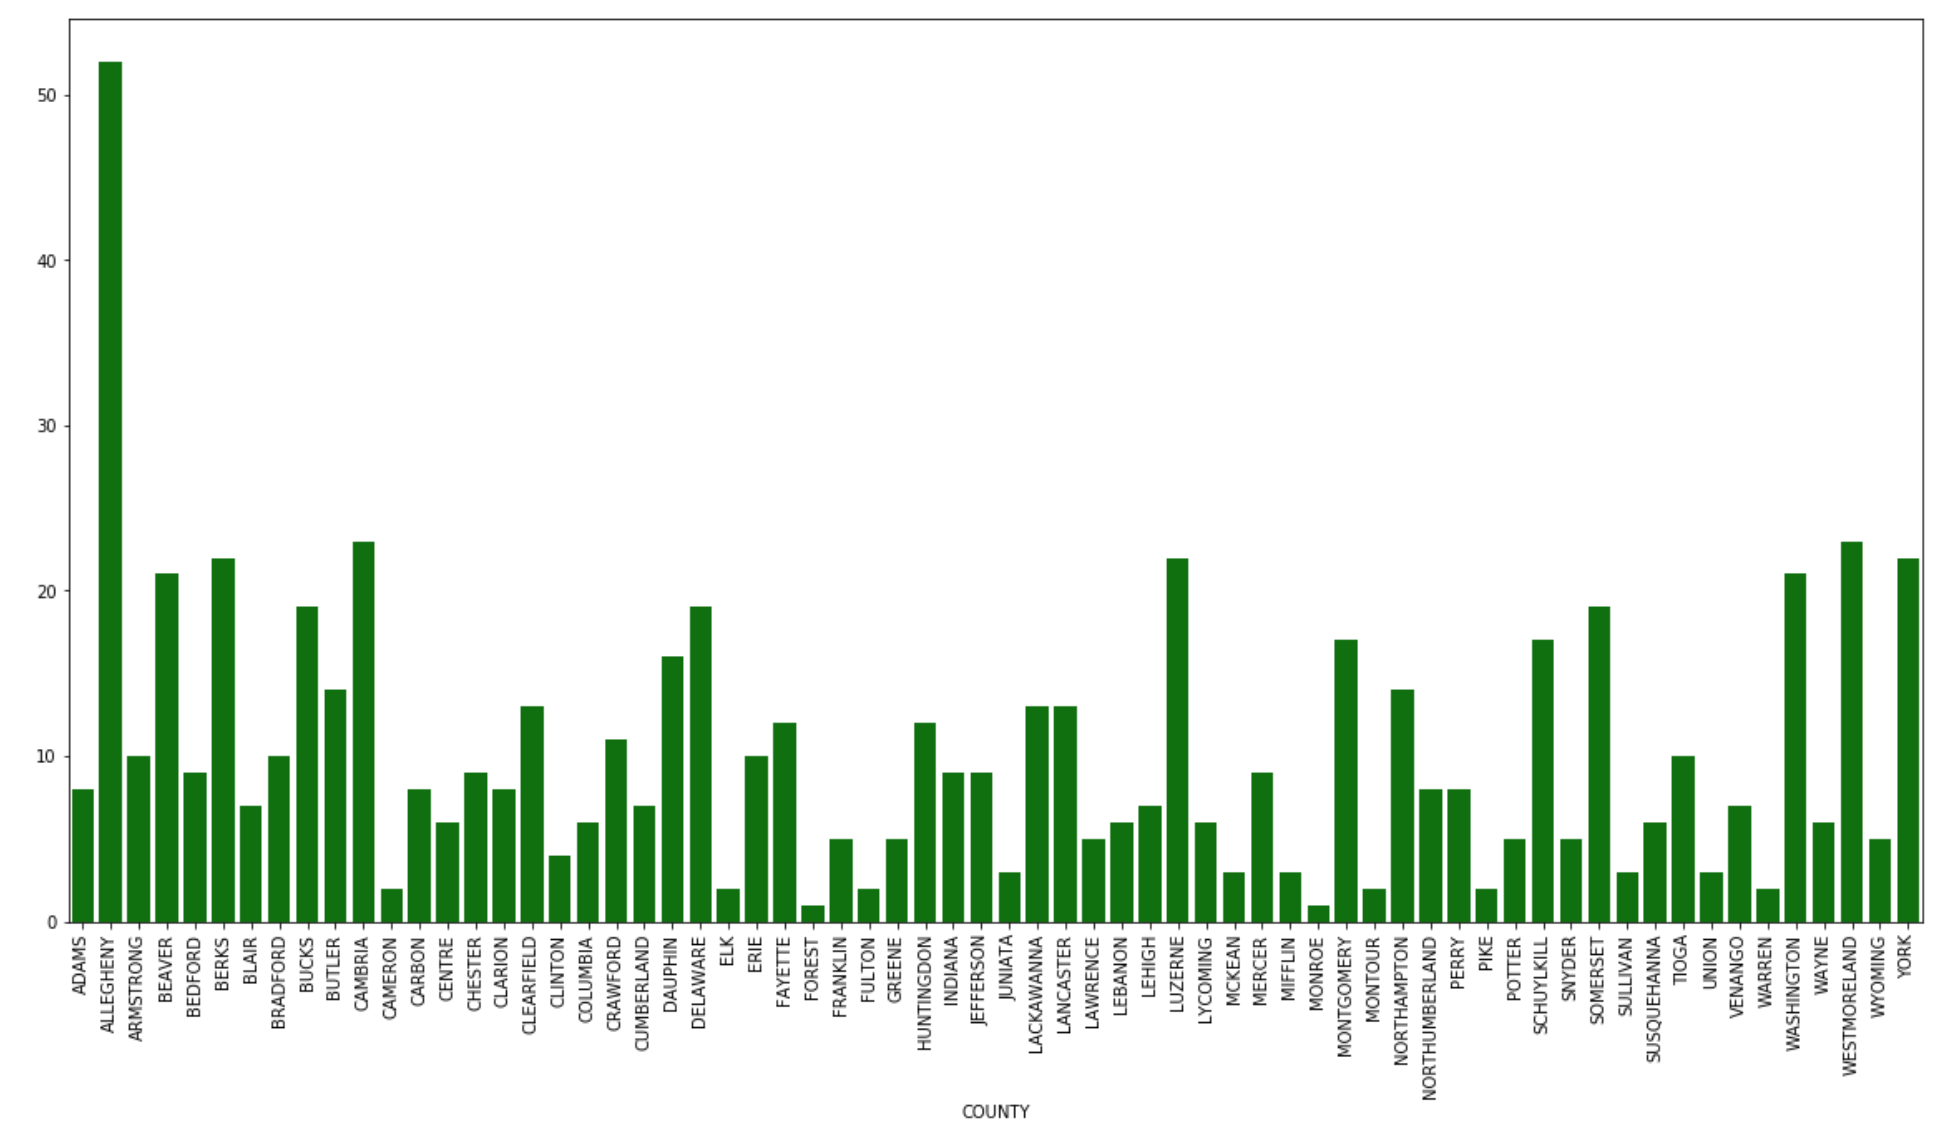 50
40
30
20
10
0
ADAMS
ALLEGHENY
ARMSTRONG
BEAVER
BEDFORD
BERKS
BLAIR
BRADFORD
BUCKS
BUTLER
CAMBRIA
CAMERON
CARBON
CENTRE
CHESTER
CLARION
CLEARFIELD
CLINTON
COLUMBIA
CRAWFORD
CUMBERLAND
DAUPHIN
DELAWARE
ELK
ERIE
FAYETTE
FOREST
FRANKLIN
FULTON
GREENE
HUNTINGDON
INDIANA
JEFFERSON
JUNIATA
LACKAWANNA
LANCASTER
LAWRENCE
LEBANON
LEHIGH
LUZERNE
LYCOMING
MCKEAN
MERCER
MIFFLIN
MONROE
MONTGOMERY
MONTOUR
NORTHAMPTON
NORTHUMBERLAND
PERRY
PIKE
POTTER
SCHUYLKILL
SNYDER
SOMERSET
SULLIVAN
SUSQUEHANNA
TIOGA
UNION
VENANGO
WARREN
WASHINGTON
WAYNE
WESTMORELAND
WYOMING
YORK
COUNTY